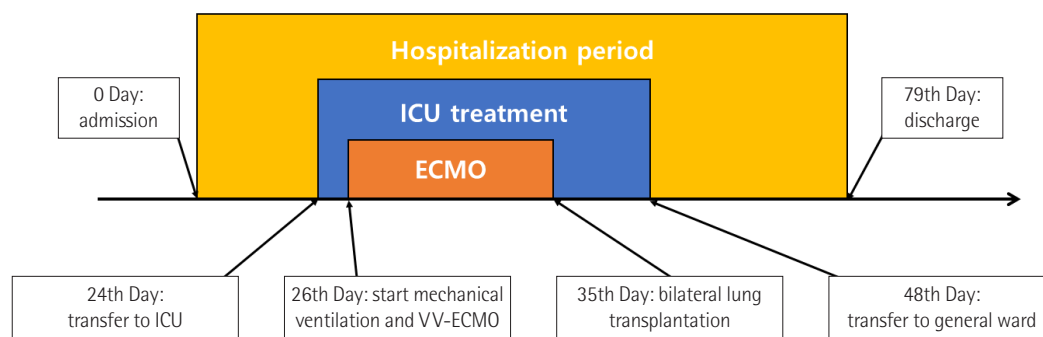 Hospitalization period
0 Day:
admission
ICU treatment
79th Day:
discharge
ECMO
24th Day:
transfer to ICU
26th Day: start mechanical
ventilation and VV-ECMO
35th Day: bilateral lung
transplantation
48th Day:
transfer to general ward